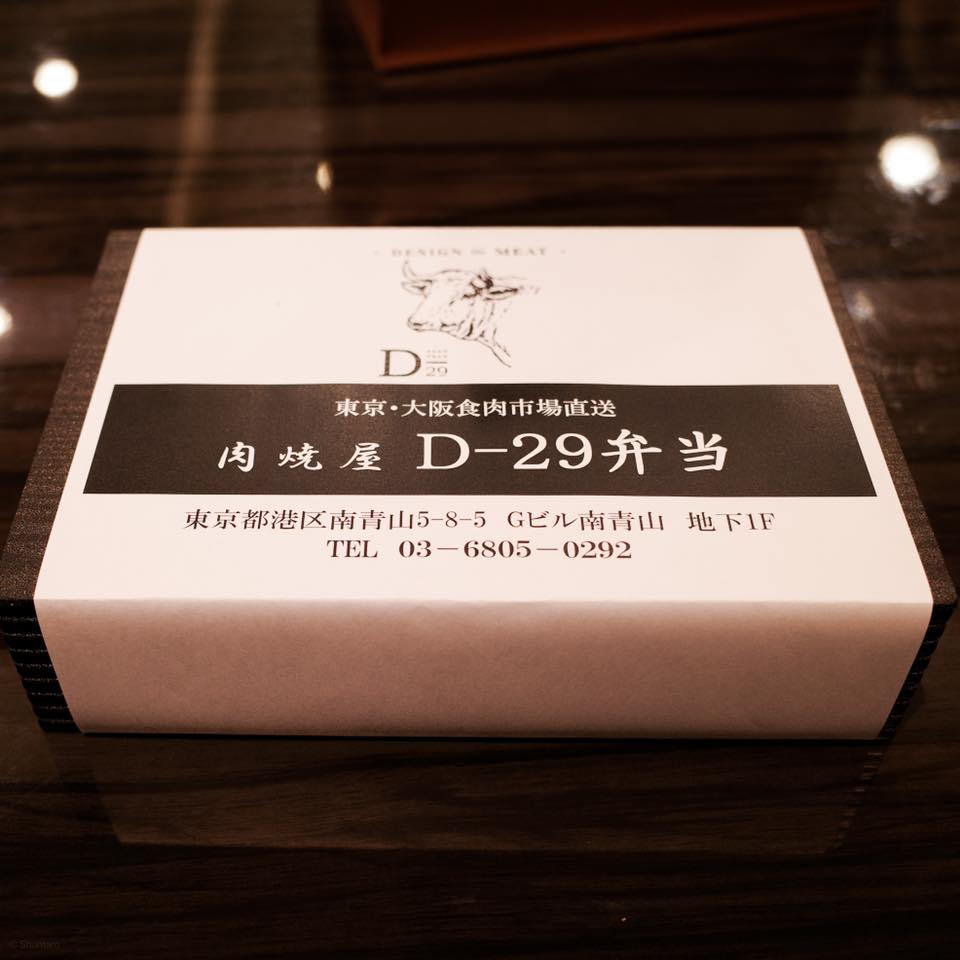 DESIGN MEAT
D
29
東京・大阪食肉市場直送
肉焼屋 D-29弁当
東京都港区南青山5-8-5 Gビル南青山 地下1F
TEL 03-6805-0292
© Shuntaro